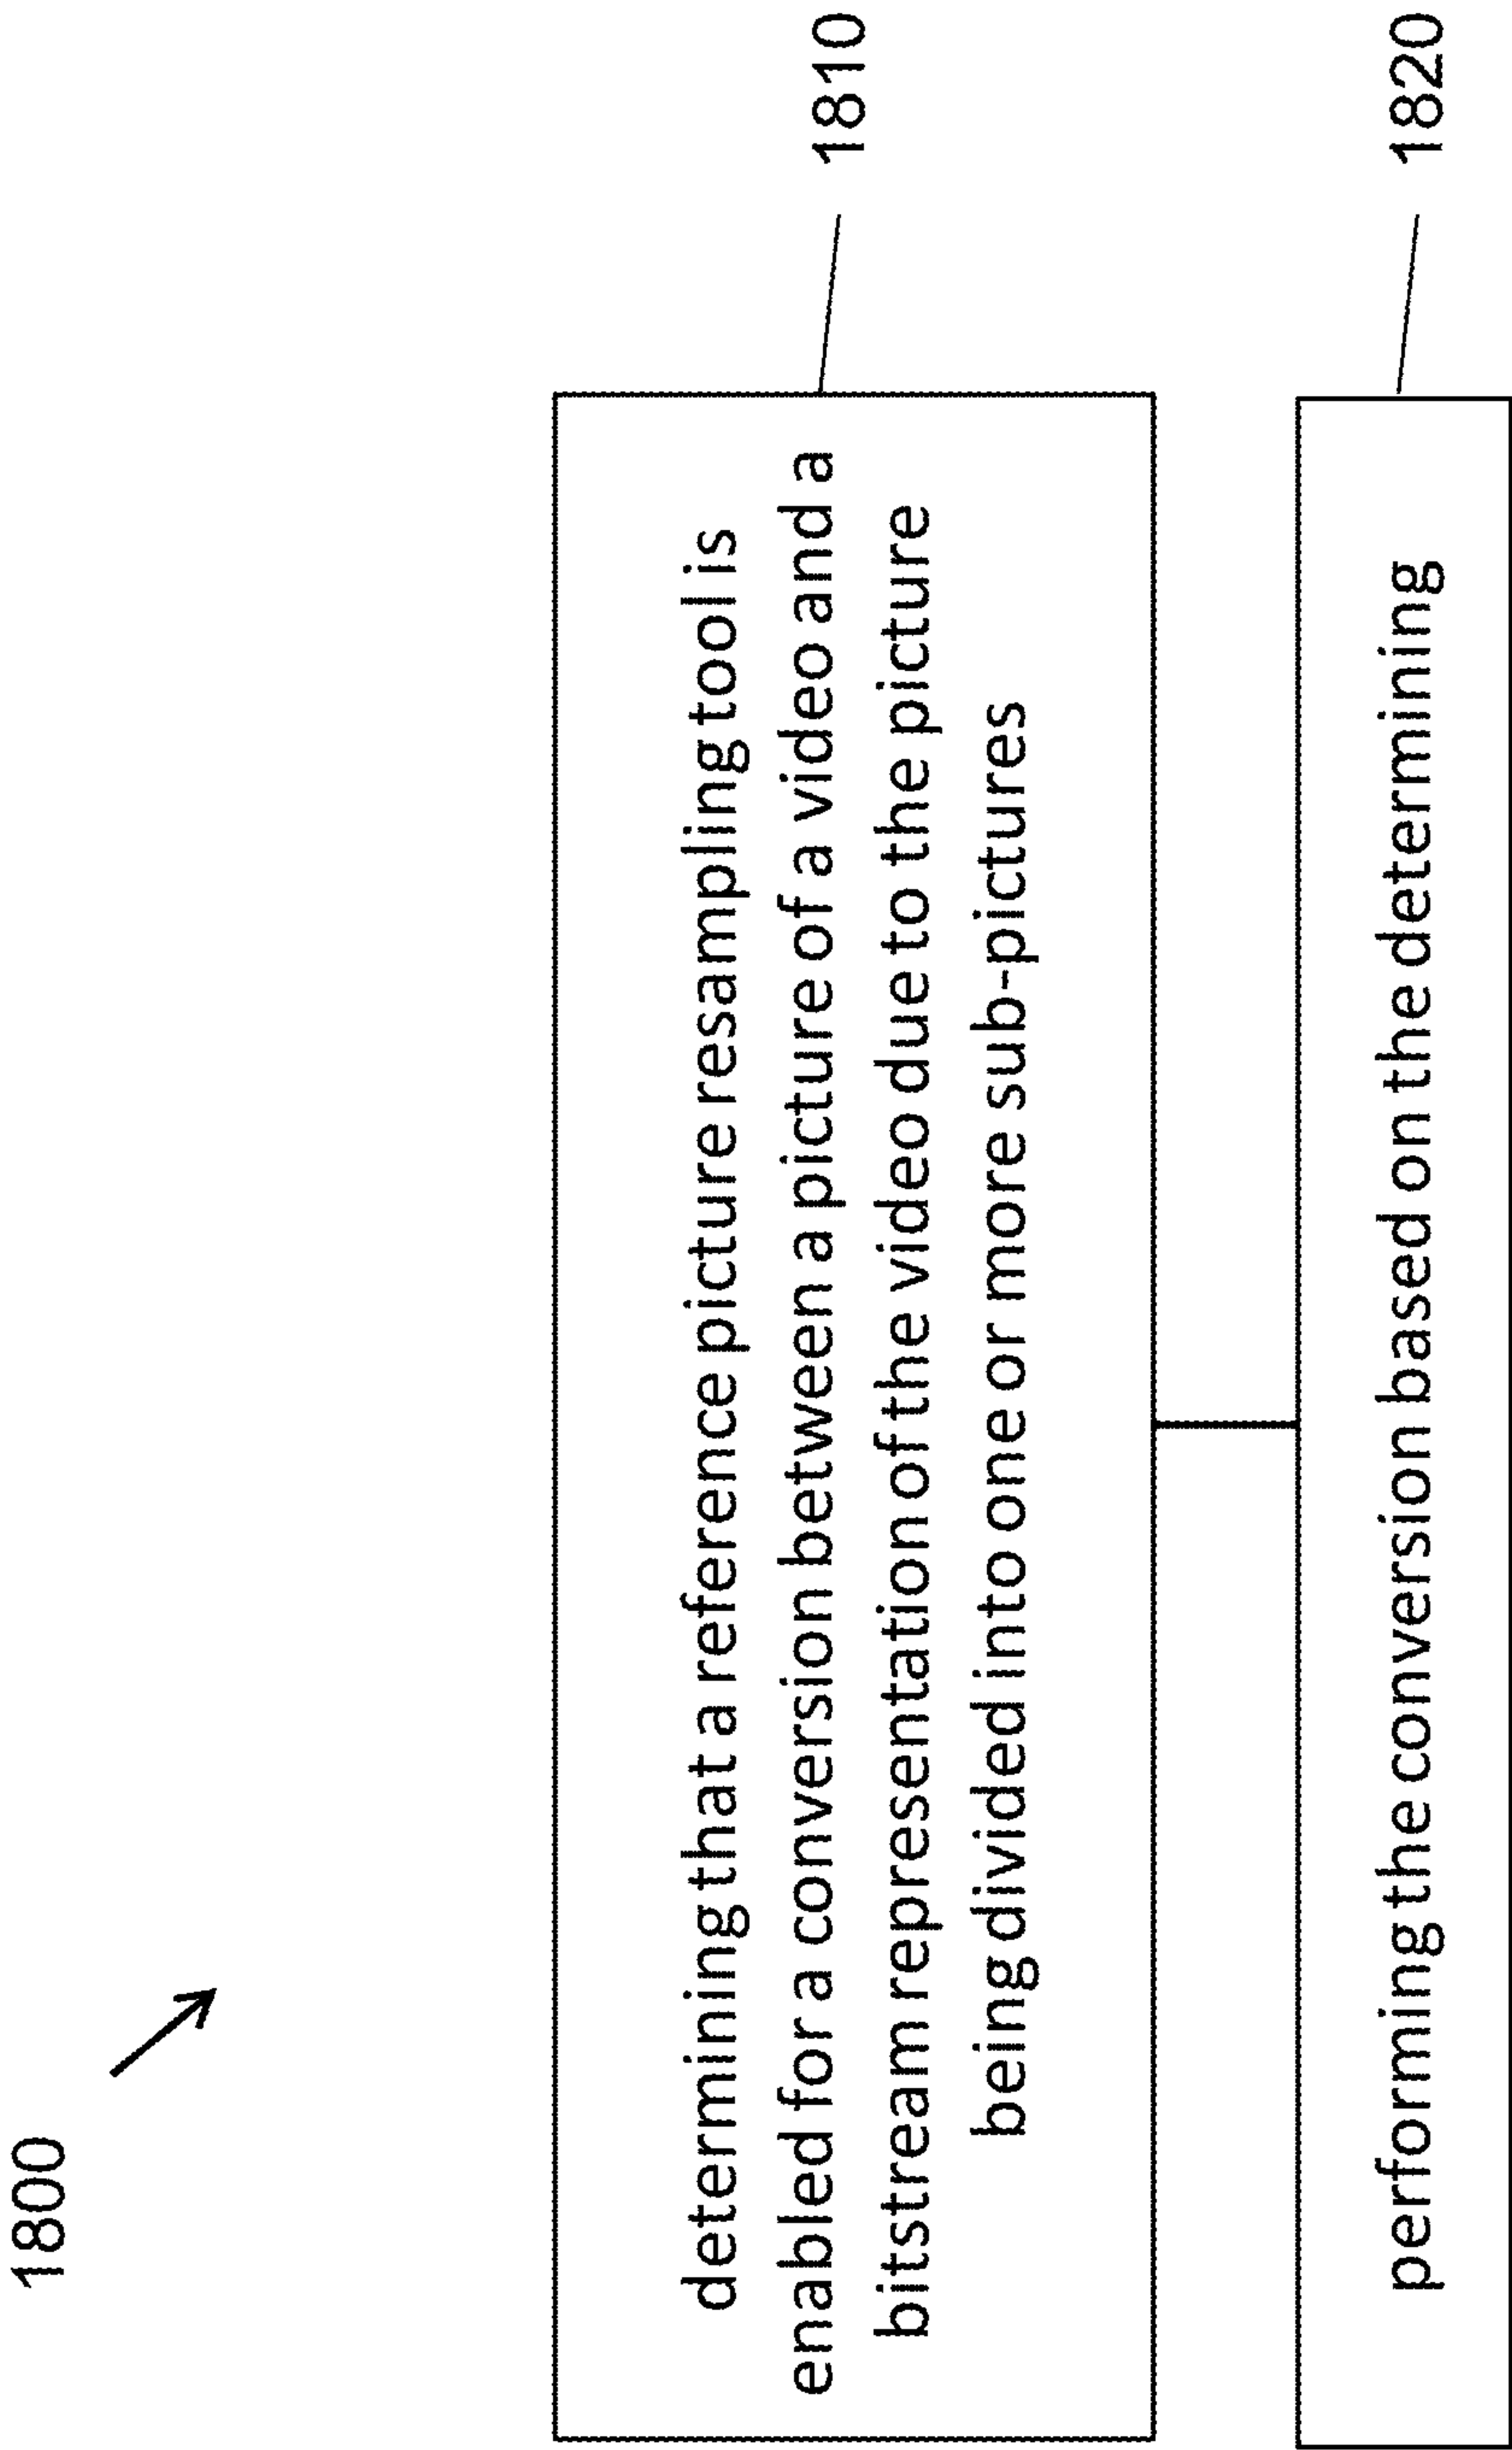 1800
determining that a reference picture resampling tool is
enabled for a conversion between a picture of a video and a
bitstream representation of the video due to the picture
being divided into one or more sub-pictures
1810
performing the conversion based on the determining
1820